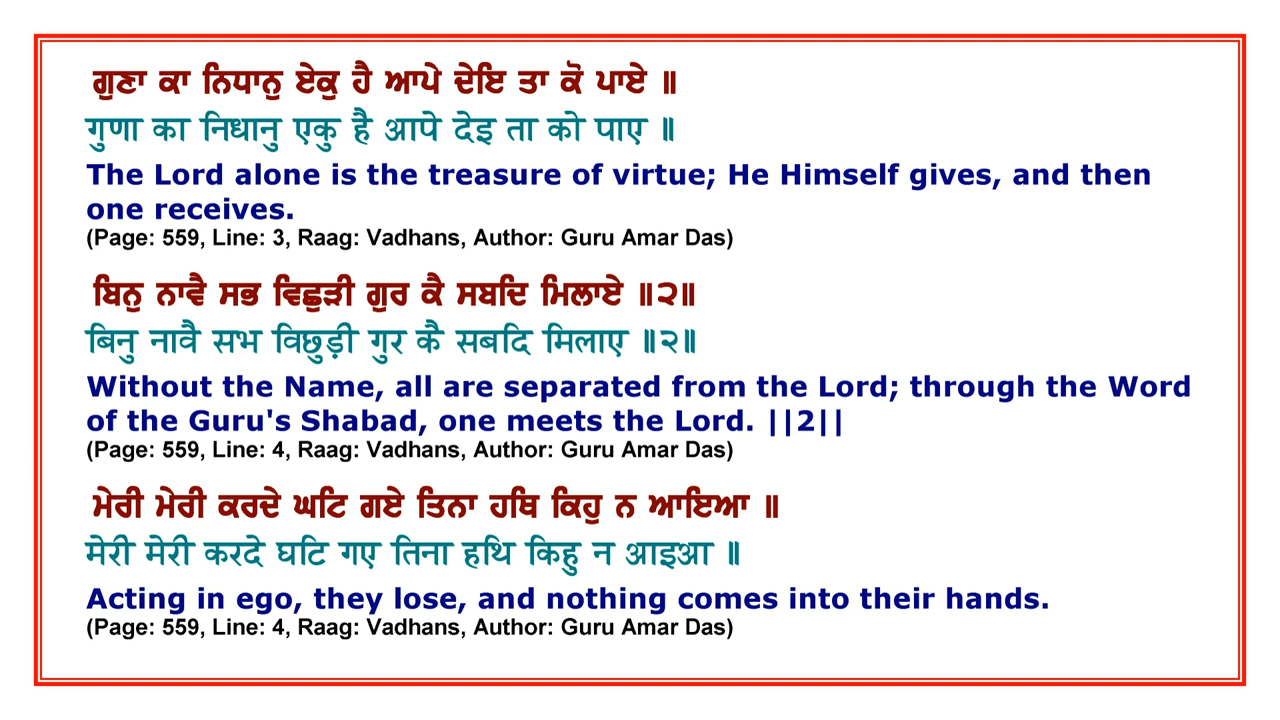 ਗੁਣਾ ਕਾ ਨਿਧਾਨੁ ਏਕੁ ਹੈ ਆਪੇ ਦੇਇ ਤਾ ਕੋ ਪਾਏ ॥
गुणा का निधानु एकु है आपे देइ ता को पाए ॥
The Lord alone is the treasure of virtue; He Himself gives, and then
one receives.
(Page: 559, Line: 3, Raag: Vadhans, Author: Guru Amar Das)
ਬਿਨੁ ਨਾਵੈ ਸਭ ਵਿਛੁੜੀ ਗੁਰ ਕੈ ਸਬਦਿ ਮਿਲਾਏ ॥੨॥
बिनु नावै सभ विछुड़ी गुर कै सबदि मिलाए ॥२॥
Without the Name, all are separated from the Lord; through the Word
of the Guru's Shabad, one meets the Lord. ||2||
(Page: 559, Line: 4, Raag: Vadhans, Author: Guru Amar Das)
ਮੇਰੀ ਮੇਰੀ ਕਰਦੇ ਘਟਿ ਗਏ ਤਿਨਾ ਹਥਿ ਕਿਹੁ ਨ ਆਇਆ ॥
मेरी मेरी करदे घटि गए तिना हथि किहु न आइआ ॥
Acting in ego, they lose, and nothing comes into their hands.
(Page: 559, Line: 4, Raag: Vadhans, Author: Guru Amar Das)